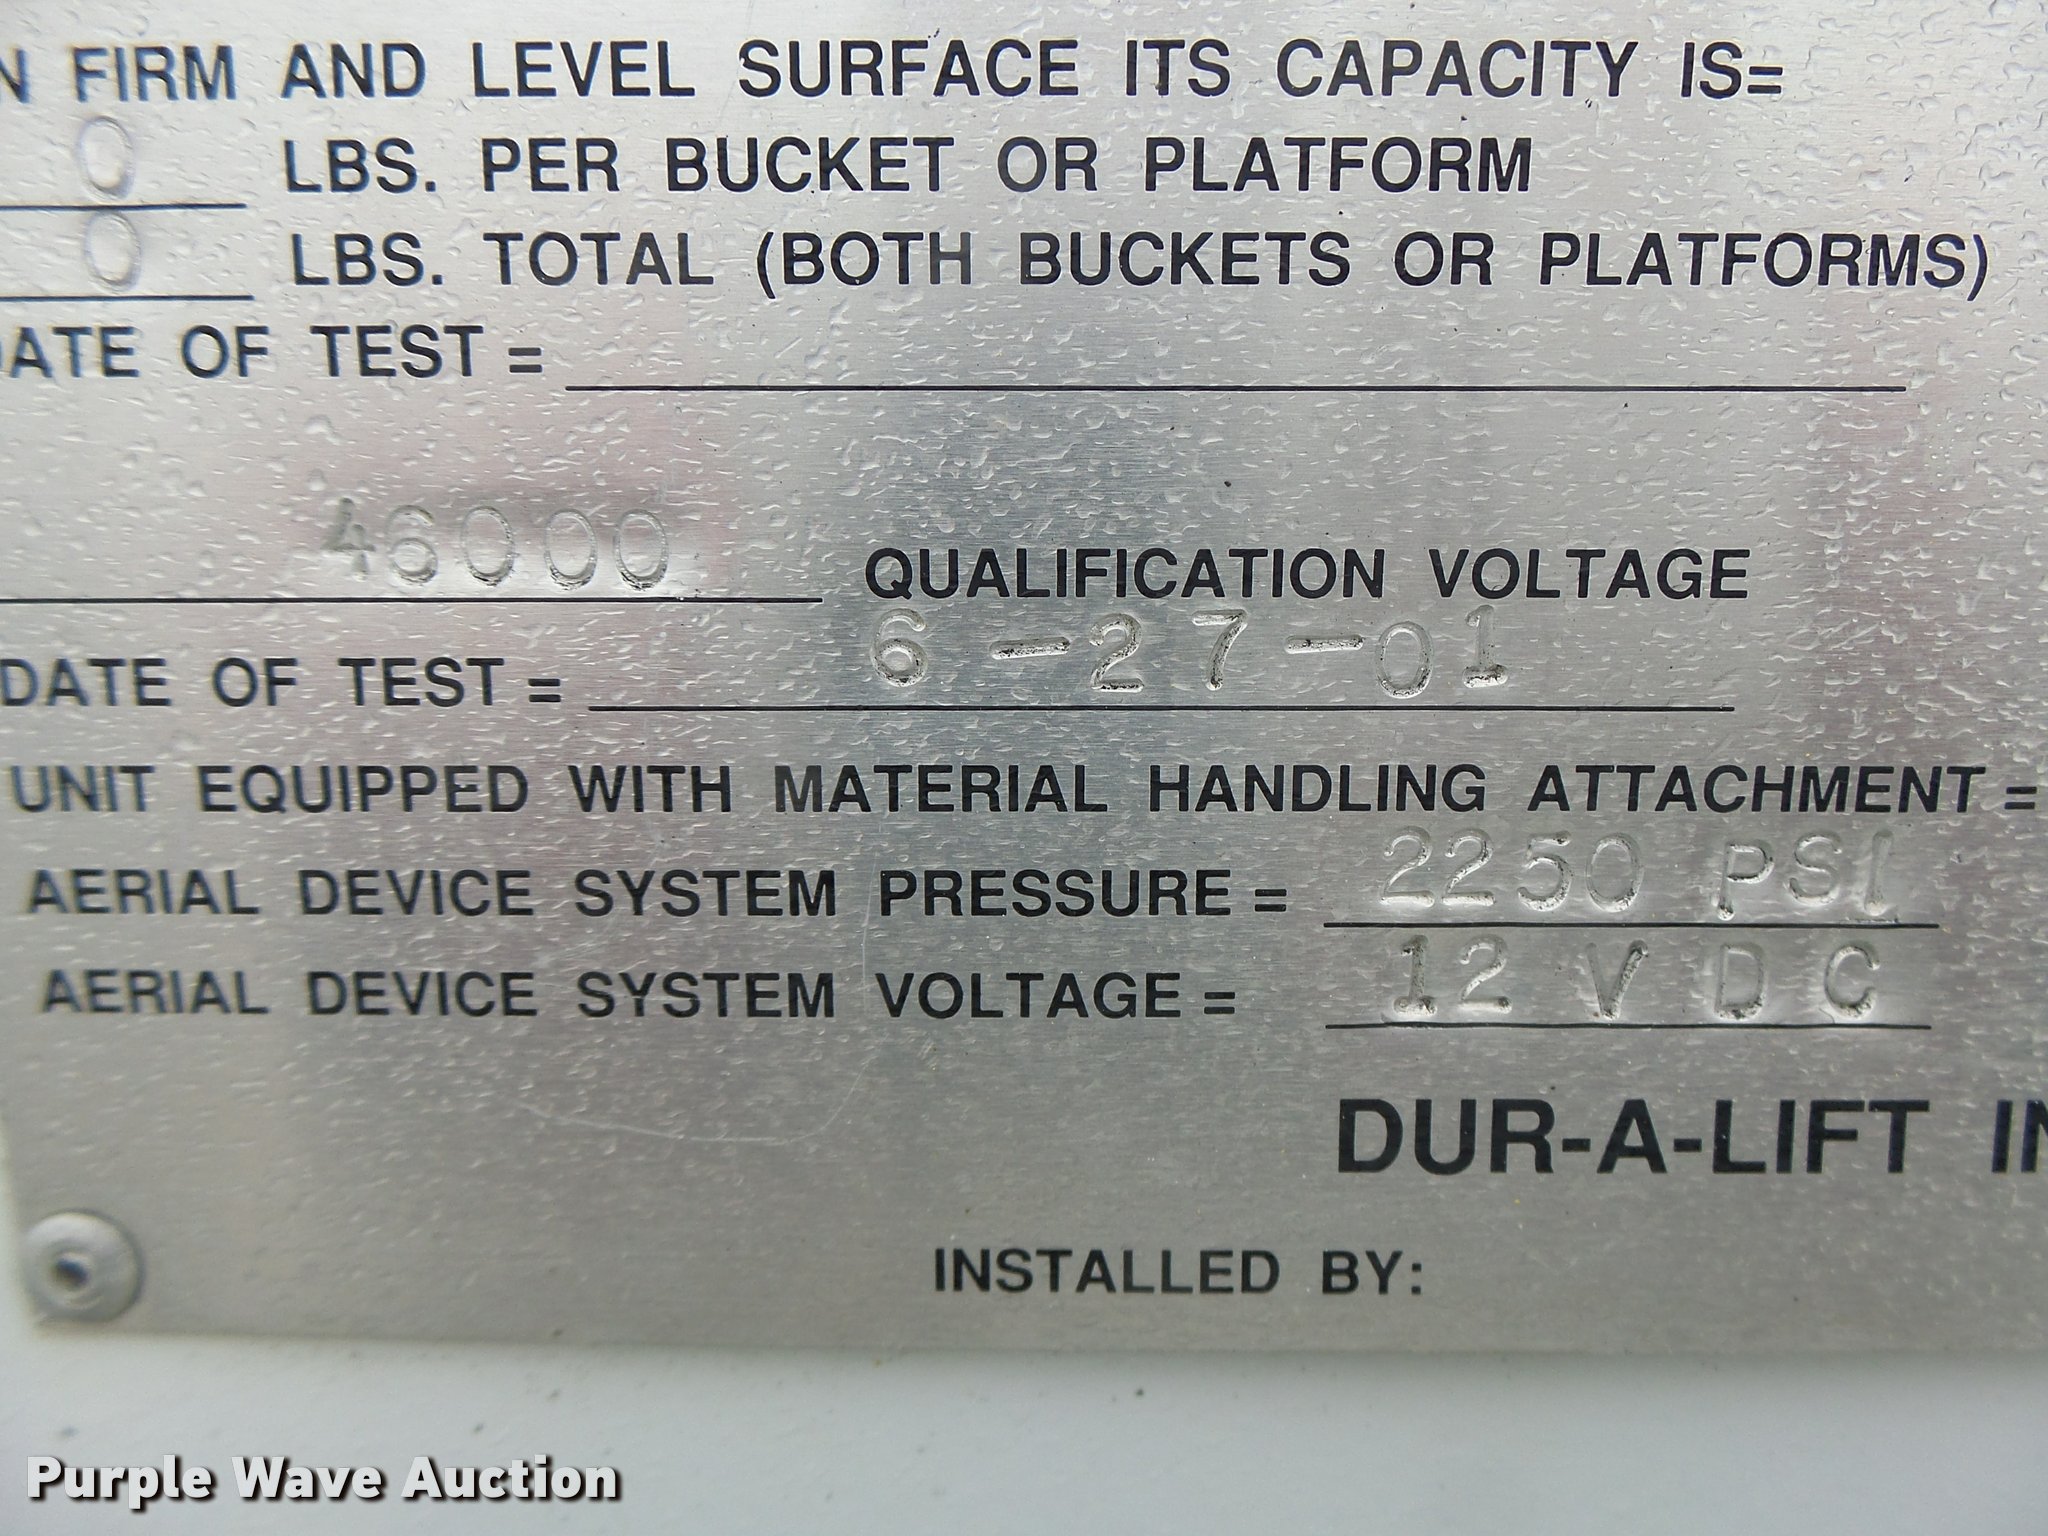 N FIRM AND LEVEL SURFACE ITS CAPACITY IS=
0 LBS. PER BUCKET OR PLATFORM
0 LBS. TOTAL (BOTH BUCKETS OR PLATFORMS)
DATE OF TEST =
46000 QUALIFICATION VOLTAGE
DATE OF TEST = 6-27-01
UNIT EQUIPPED WITH MATERIAL HANDLING ATTACHMENT =
AERIAL DEVICE SYSTEM PRESSURE = 2250 PSI
AERIAL DEVICE SYSTEM VOLTAGE = 12 VDC
DUR-A-LIFT IN
INSTALLED BY:
Purple Wave Auction